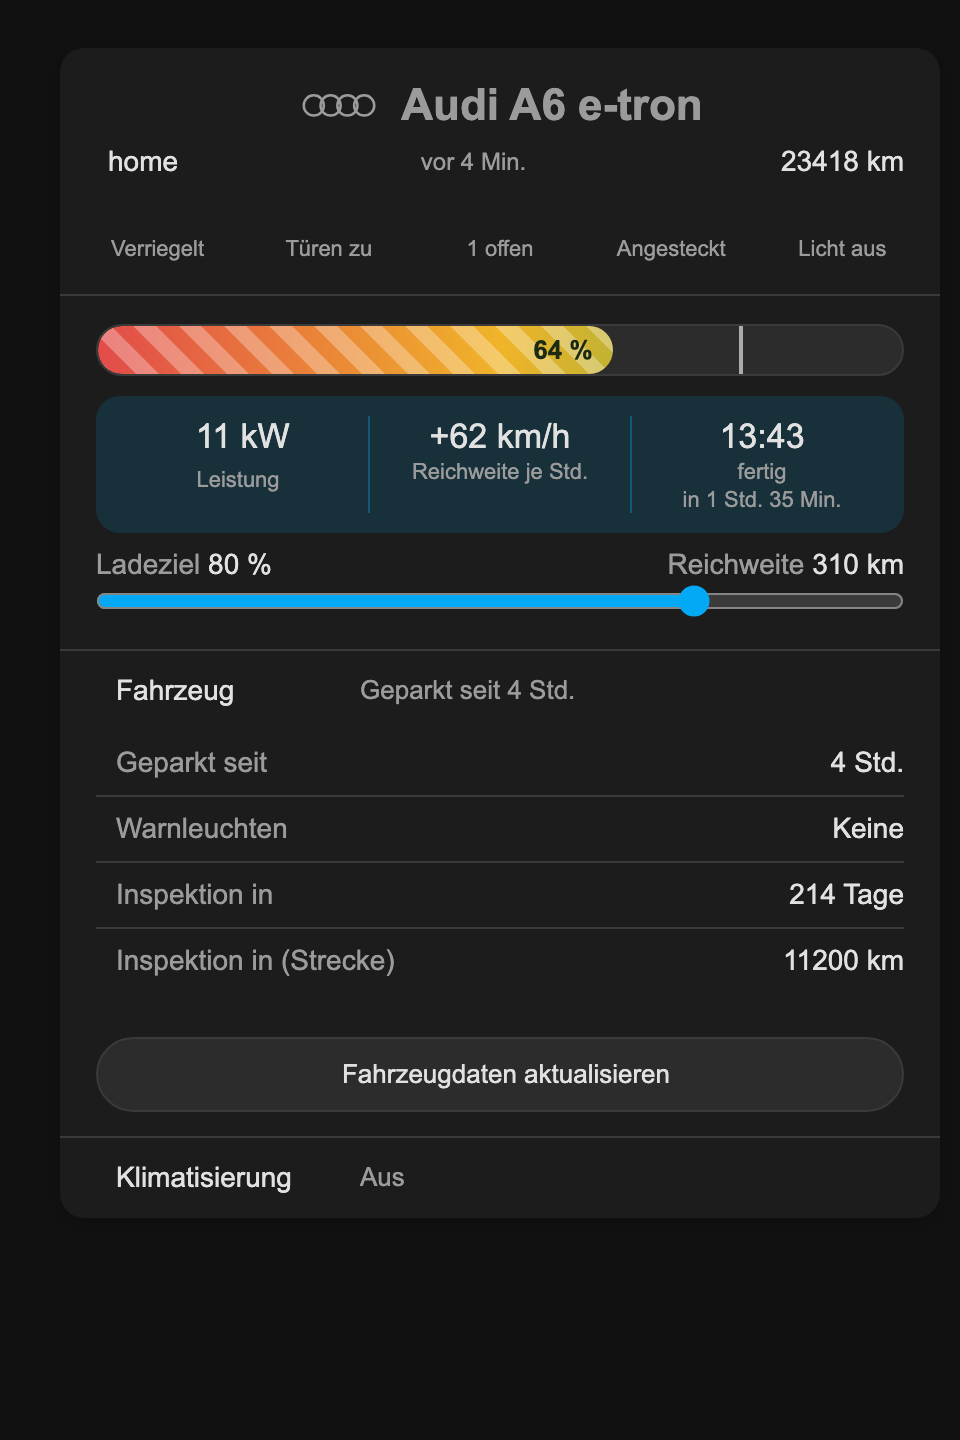 Audi A6 e-tron
home vor 4 Min. 23418 km
Verriegelt Türen zu 1 offen Angesteckt Licht aus
64 %
11 kW +62 km/h 13:43
Leistung Reichweite je Std. fertig
in 1 Std. 35 Min.
Ladeziel 80 % Reichweite 310 km
Fahrzeug Geparkt seit 4 Std.
Geparkt seit 4 Std.
Warnleuchten Keine
Inspektion in 214 Tage
Inspektion in (Strecke) 11200 km
Fahrzeugdaten aktualisieren
Klimatisierung Aus